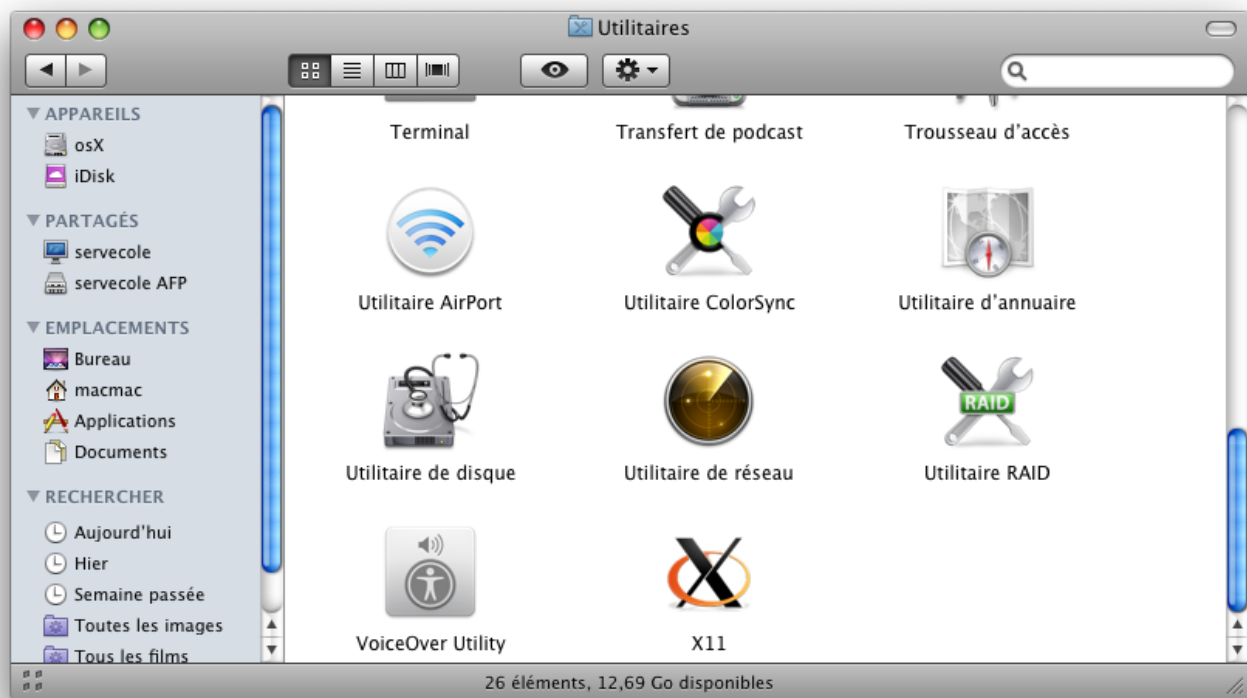 Utilitaires
APPAREILS
osX
iDisk
PARTAGÉS
servecole
servecole AFP
EMPLACEMENTS
Bureau
macmac
Applications
Documents
RECHERCHER
Aujourd'hui
Hier
Semaine passée
Toutes les images
Tous les films
Terminal
Transfert de podcast
Trousseau d'accès
Utilitaire AirPort
Utilitaire ColorSync
Utilitaire d'annuaire
RAID
Utilitaire de disque
Utilitaire de réseau
Utilitaire RAID
VoiceOver Utility
X11
26 éléments, 12,69 Go disponibles